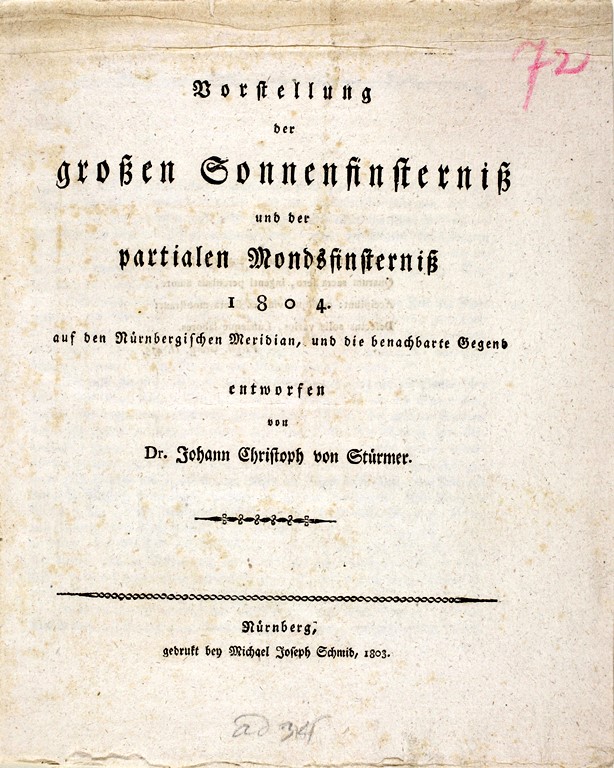 72
Vorstellung
der
großen Sonnenfinsterniß
und der
partialen Mondsfinsterniß
1804.
auf den Nürnbergischen Meridian, und die benachbarte Gegend
entworfen
von
Dr. Johann Christoph von Stürmer.
Nürnberg,
gedrukt bey Michael Joseph Schmid, 1803.